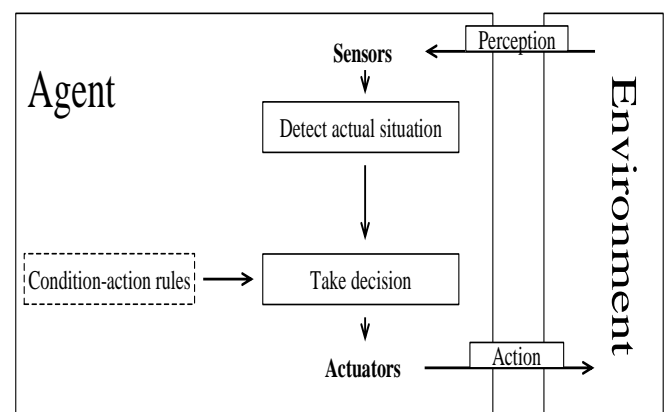 Perception
Sensors
Agent
Detect actual situation
Environment
Condition-action rules
Take decision
Actuators
Action